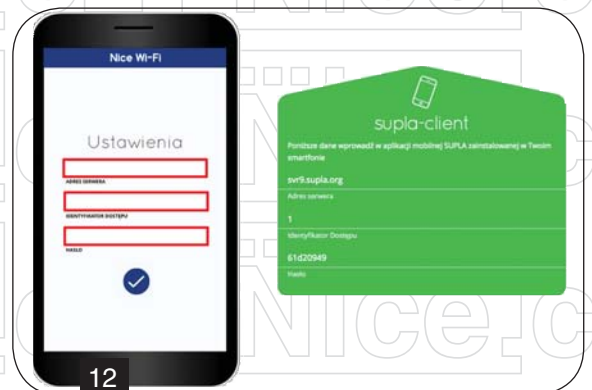 Nice WI-FI
Ustawienia
ADRES SERWERA
IDENTYFIKATOR DOSTĘPU
HASŁO
12
supla-client
Poniższe dane wprowadź w aplikacji mobilnej SUPLA zainstalowanej w Twoim
smartfonie
svr9.supla.org
Adres serwera
1
Identyfikator Dostępu
61d20949
Hasło
Nice.c